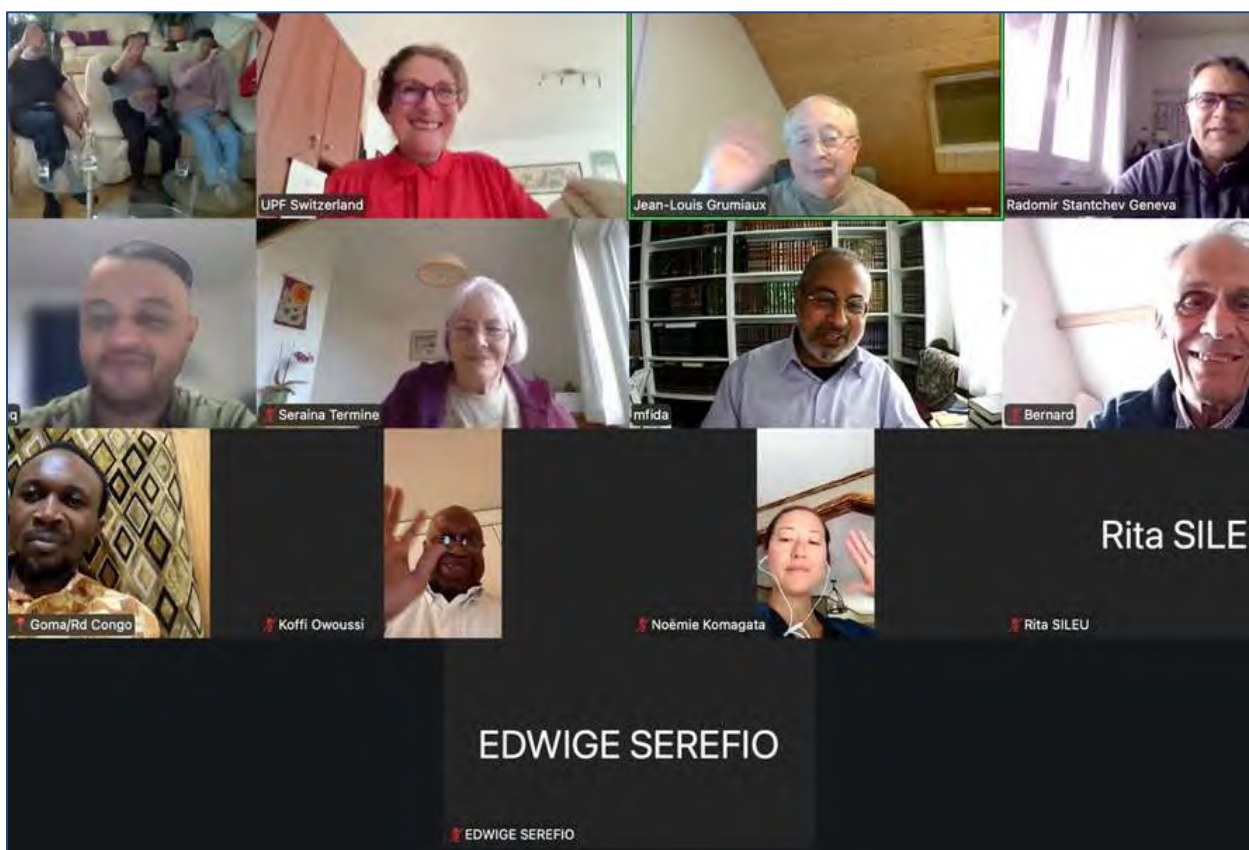 UPF Switzerland
Jean-Louis Grumiaux
Radomir Stantchev Geneva
q
Seraina Termine
mfida
Bernard
Goma/Rd Congo
Koffi Owoussi
Noëmie Komagata
Rita SILE
Rita SILEU
EDWIGE SEREFIO
EDWIGE SEREFIO